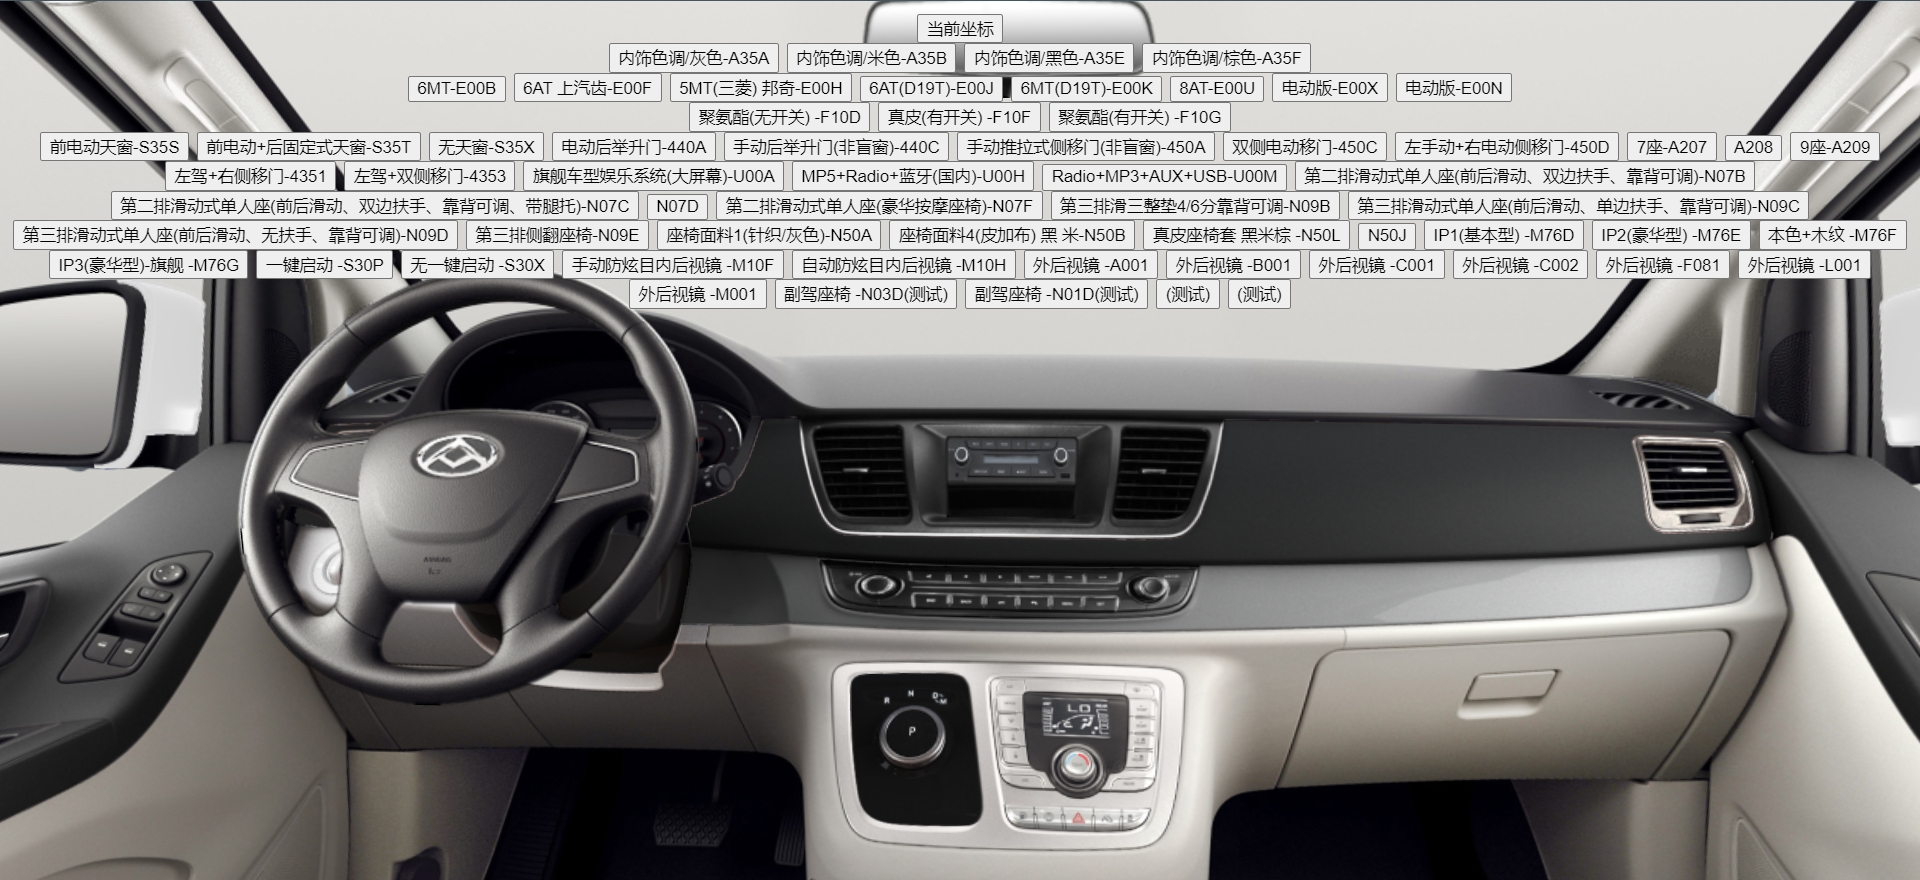 当前坐标
内饰色调/灰色-A35A 内饰色调/米色-A35B 内饰色调/黑色-A35E 内饰色调/棕色-A35F
6MT-E00B 6AT 上汽齿-E00F 5MT(三菱) 邦奇-E00H 6AT(D19T)-E00J 6MT(D19T)-E00K 8AT-E00U 电动版-E00X 电动版-E00N
聚氨酯(无开关) -F10D 真皮(有开关) -F10F 聚氨酯(有开关) -F10G
前电动天窗-S35S 前电动+后固定式天窗-S35T 无天窗-S35X 电动后举升门-440A 手动后举升门(非盲窗)-440C 手动推拉式侧移门(非盲窗)-450A 双侧电动移门-450C 左手动+右电动侧移门-450D 7座-A207 A208 9座-A209
左驾+右侧移门-4351 左驾+双侧移门-4353 旗舰车型娱乐系统(大屏幕)-U00A MP5+Radio+蓝牙(国内)-U00H Radio+MP3+AUX+USB-U00M 第二排滑动式单人座(前后滑动、双边扶手、靠背可调)-N07B
第二排滑动式单人座(前后滑动、双边扶手、靠背可调、带腿托)-N07C N07D 第二排滑动式单人座(豪华按摩座椅)-N07F 第三排滑三整垫4/6分靠背可调-N09B 第三排滑动式单人座(前后滑动、单边扶手、靠背可调)-N09C
第三排滑动式单人座(前后滑动、无扶手、靠背可调)-N09D 第三排侧翻座椅-N09E 座椅面料1(针织/灰色)-N50A 座椅面料4(皮加布) 黑 米-N50B 真皮座椅套 黑米棕 -N50L N50J IP1(基本型) -M76D IP2(豪华型) -M76E 本色+木纹 -M76F
IP3(豪华型)-旗舰 -M76G 一键启动 -S30P 无一键启动 -S30X 手动防炫目内后视镜 -M10F 自动防炫目内后视镜 -M10H 外后视镜 -A001 外后视镜 -B001 外后视镜 -C001 外后视镜 -C002 外后视镜 -F081 外后视镜 -L001
外后视镜 -M001 副驾座椅 -N03D(测试) 副驾座椅 -N01D(测试) (测试) (测试)
AIRBAG
R N D M
P
LO